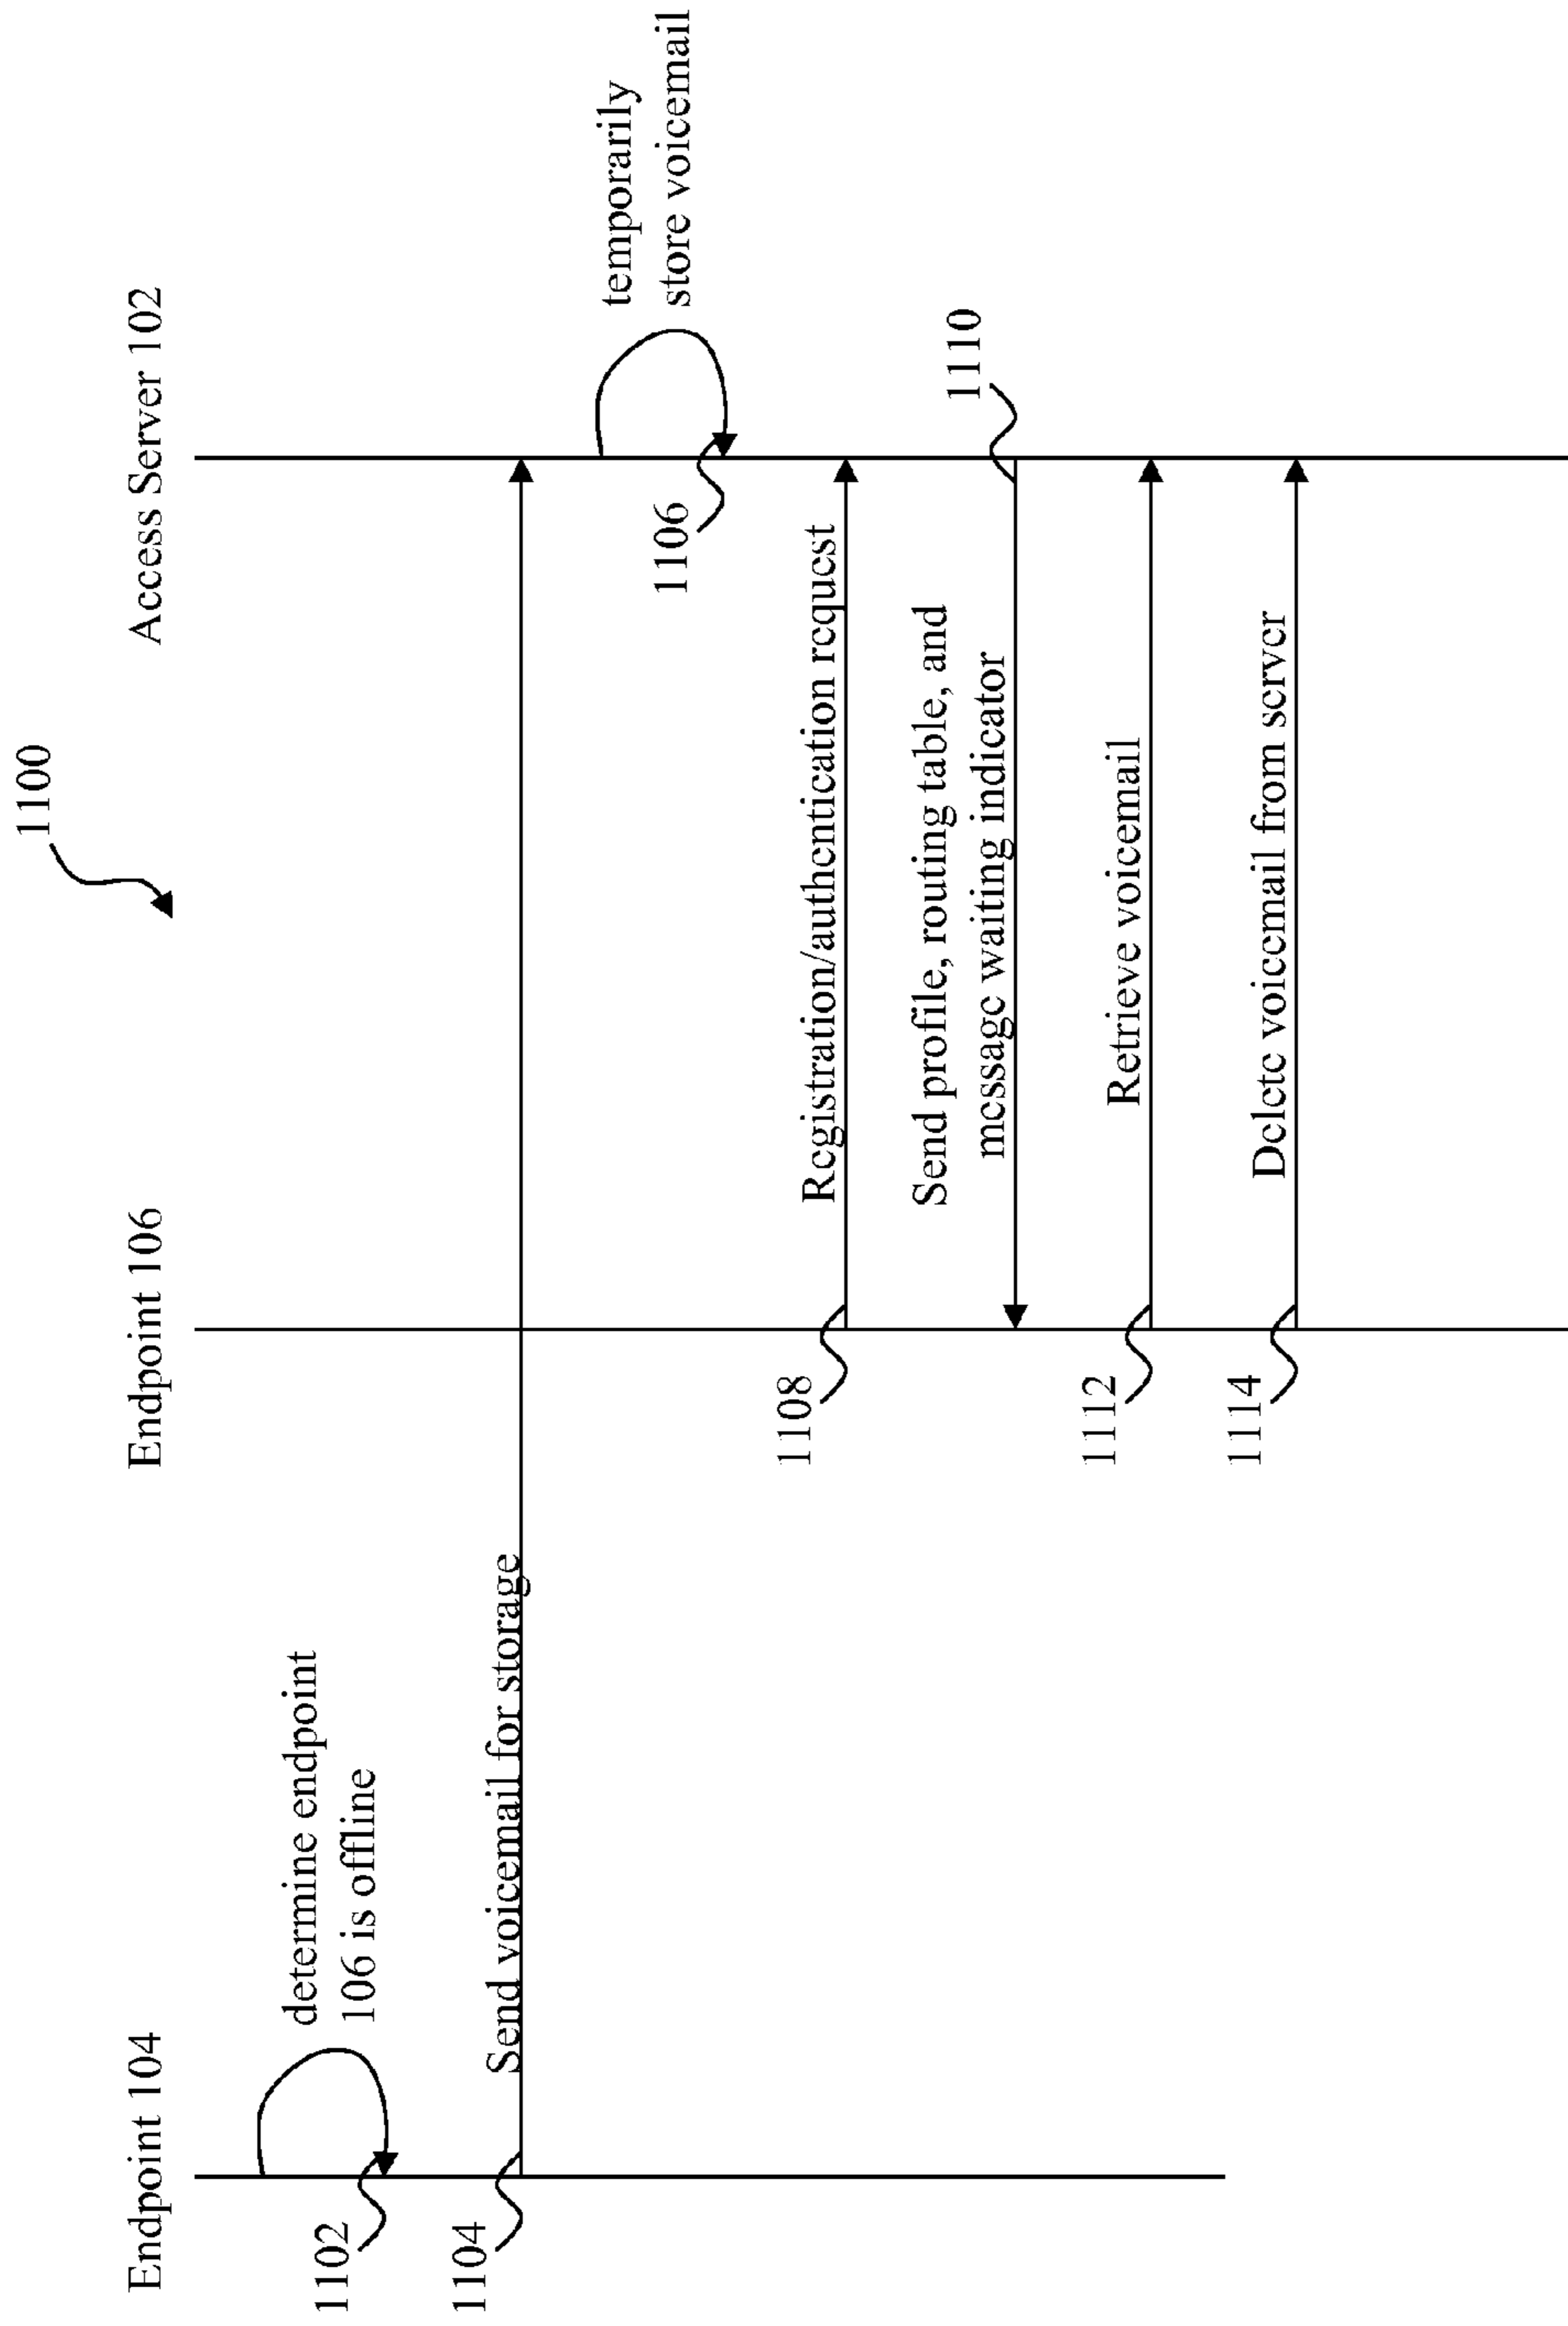 1100
Endpoint 104
Endpoint 106
Access Server 102
determine endpoint
106 is offline
1102
Send voicemail for storage
1104
temporarily
store voicemail
1106
Registration/authentication request
1108
Send profile, routing table, and
message waiting indicator
1110
Retrieve voicemail
1112
Delete voicemail from server
1114